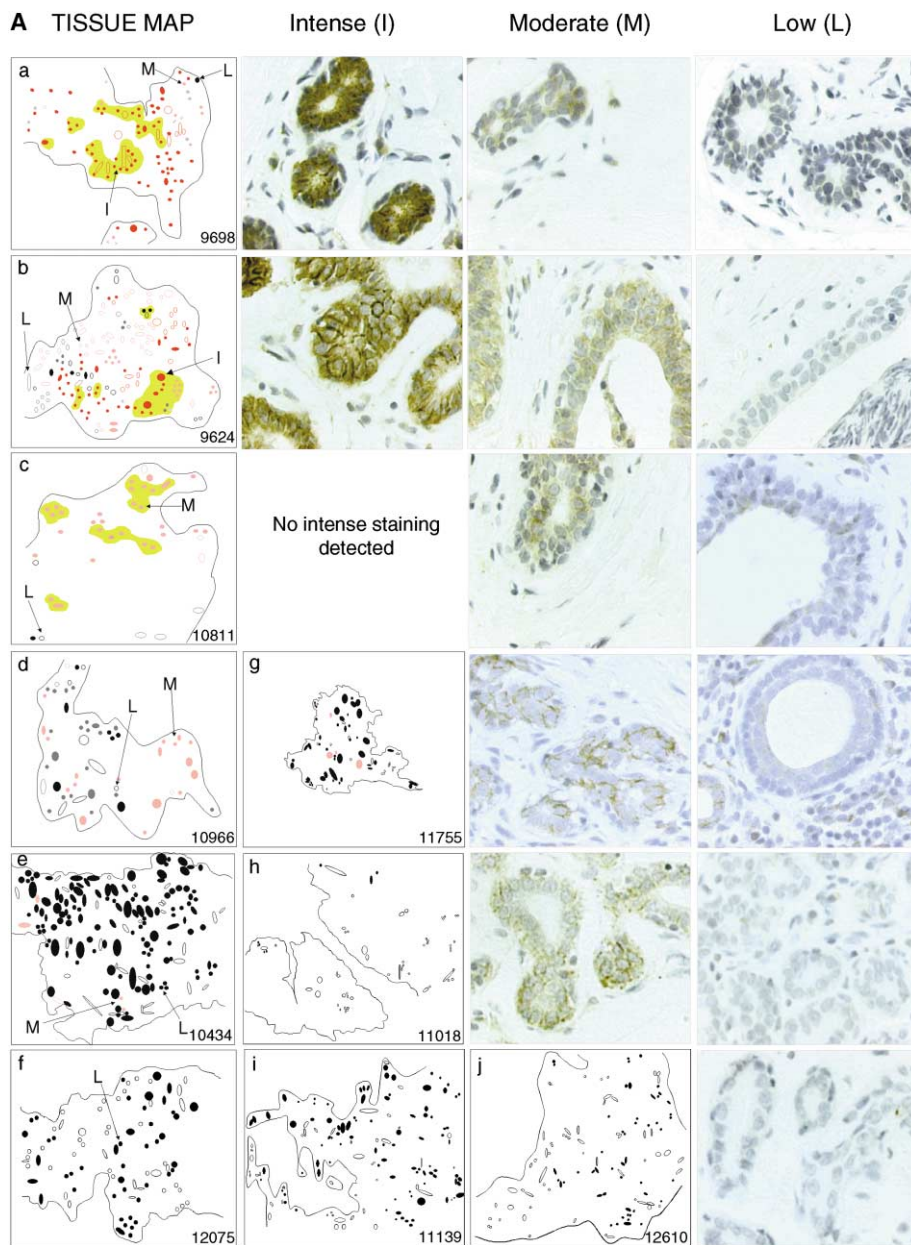 A TISSUE MAP Intense (I) Moderate (M) Low (L)
a M L
I
9698
b
M
L I
9624
c
M
L
10811
No intense staining
detected
d M
L
10966
g
11755
e
M L
10434
h
11018
f L
12075
i
11139
j
12610